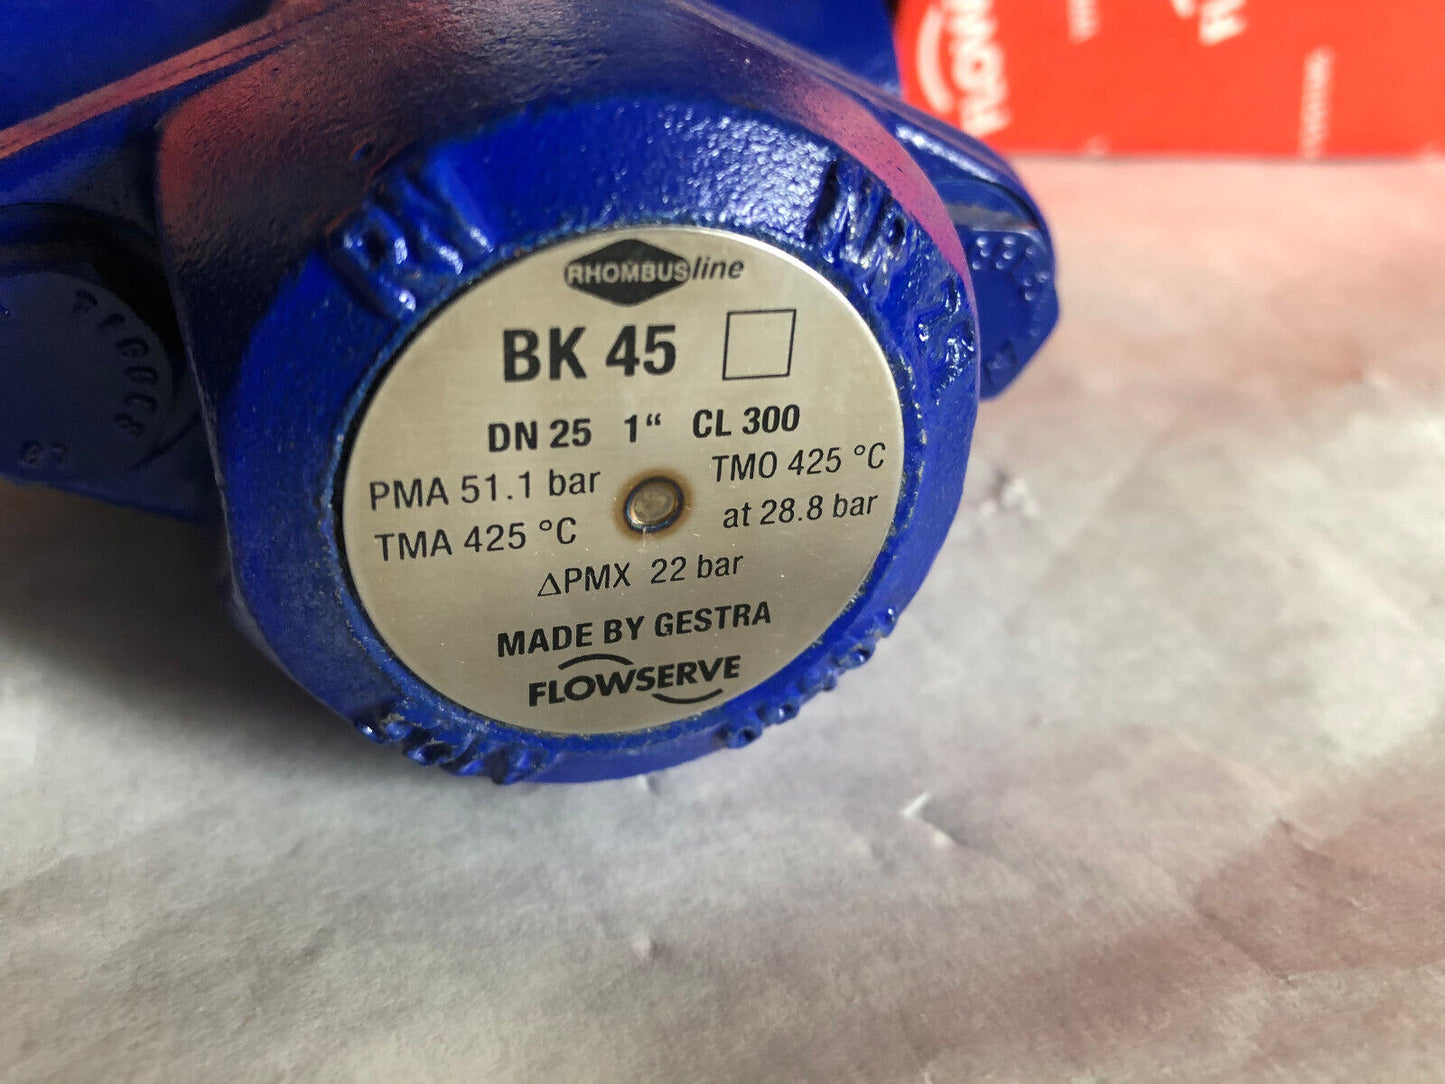 RHOMBUSline
BK 45
DN 25 1“ CL 300
PMA 51.1 bar
TMA 425 °C
TMO 425 °C
at 28.8 bar
ΔPMX 22 bar
MADE BY GESTRA
FLOWSERVE